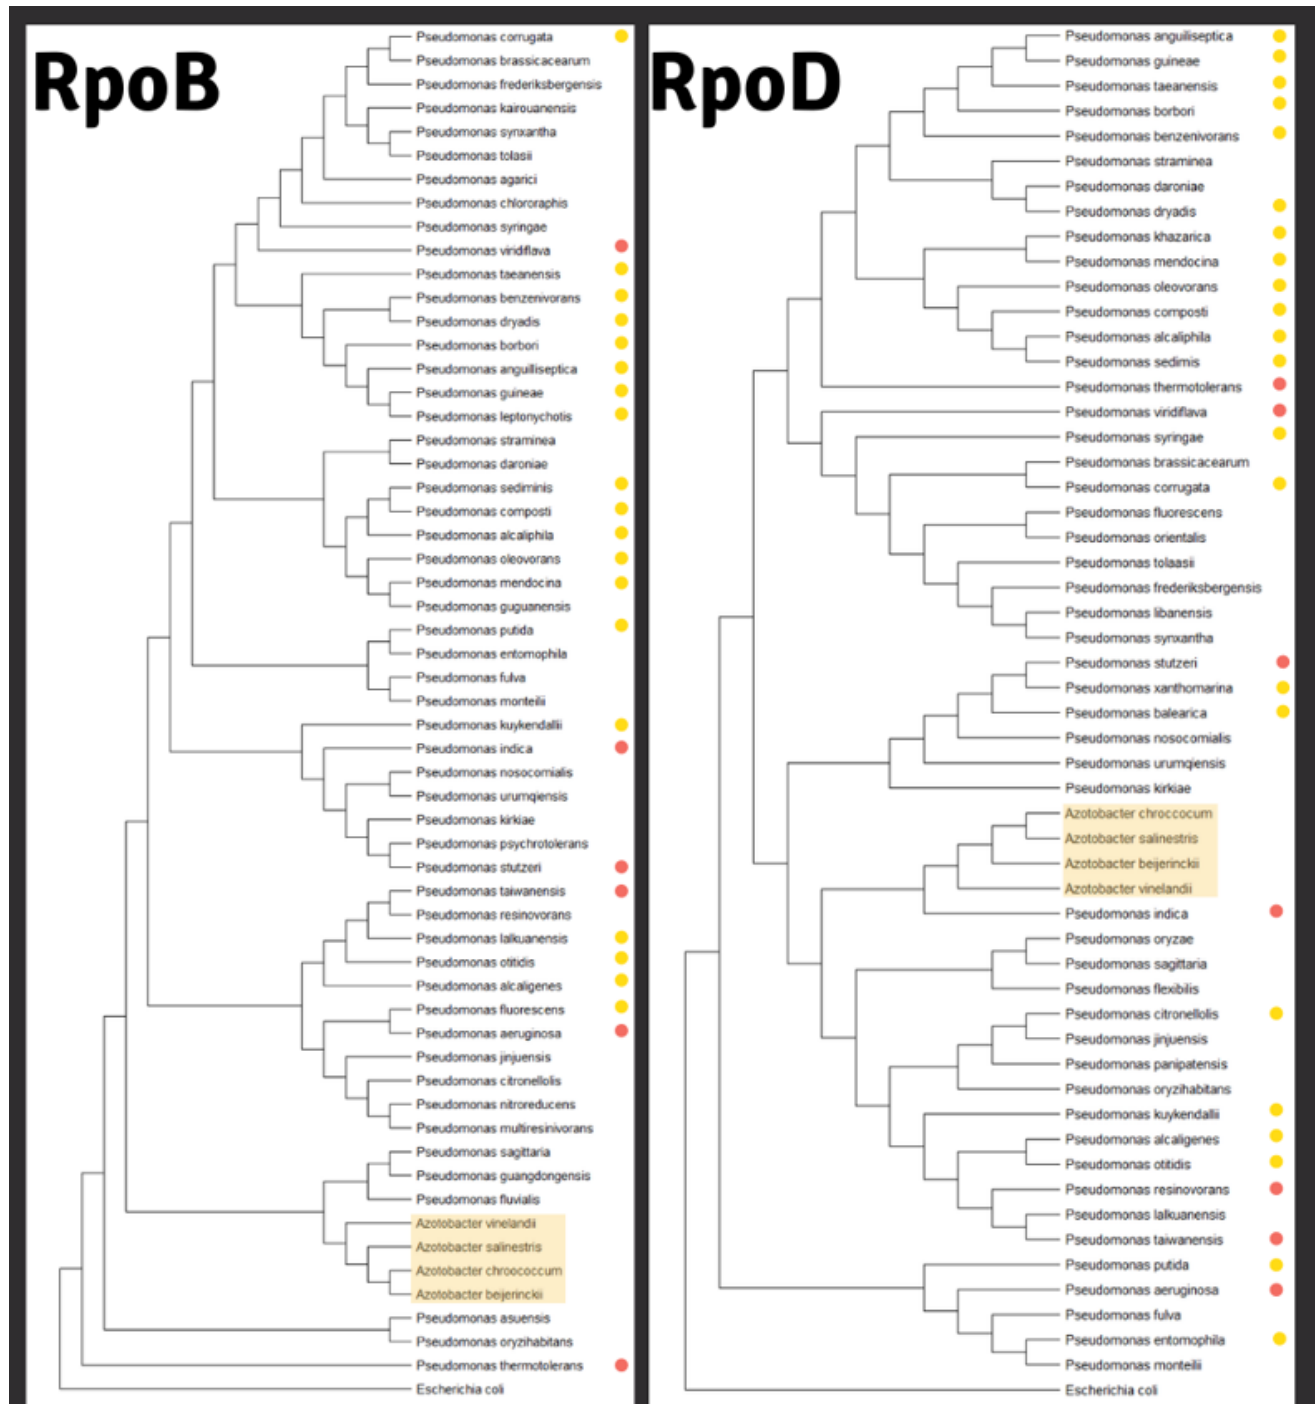 RpoB
Pseudomonas corrugata
Pseudomonas brassicacearum
Pseudomonas frederiksbergensis
Pseudomonas kairouanensis
Pseudomonas synxantha
Pseudomonas tolasii
Pseudomonas agarici
Pseudomonas chlororaphis
Pseudomonas syringae
Pseudomonas viridiflava
Pseudomonas taeanensis
Pseudomonas benzenivorans
Pseudomonas dryadis
Pseudomonas borbori
Pseudomonas anguilliseptica
Pseudomonas guineae
Pseudomonas leptonychotis
Pseudomonas straminea
Pseudomonas daroniae
Pseudomonas sediminis
Pseudomonas composti
Pseudomonas alcaliphila
Pseudomonas oleovorans
Pseudomonas mendocina
Pseudomonas guguanensis
Pseudomonas putida
Pseudomonas entomophila
Pseudomonas fulva
Pseudomonas monteilii
Pseudomonas kuykendallii
Pseudomonas indica
Pseudomonas nosocomialis
Pseudomonas urumqiensis
Pseudomonas kirkiae
Pseudomonas psychrotolerans
Pseudomonas stutzeri
Pseudomonas taiwanensis
Pseudomonas resinovorans
Pseudomonas lalkuanensis
Pseudomonas otitidis
Pseudomonas alcaligenes
Pseudomonas fluorescens
Pseudomonas aeruginosa
Pseudomonas jinjuensis
Pseudomonas citronellolis
Pseudomonas nitroreducens
Pseudomonas multiresinivorans
Pseudomonas sagittaria
Pseudomonas guangdongensis
Pseudomonas fluvialis
Azotobacter vinelandii
Azotobacter salinestris
Azotobacter chroococcum
Azotobacter beijerinckii
Pseudomonas asuensis
Pseudomonas oryzihabitans
Pseudomonas thermotolerans
Escherichia coli
RpoD
Pseudomonas anguiliseptica
Pseudomonas guineae
Pseudomonas taeanensis
Pseudomonas borbori
Pseudomonas benzenivorans
Pseudomonas straminea
Pseudomonas daroniae
Pseudomonas dryadis
Pseudomonas khazarica
Pseudomonas mendocina
Pseudomonas oleovorans
Pseudomonas composti
Pseudomonas alcaliphila
Pseudomonas sedimis
Pseudomonas thermotolerans
Pseudomonas viridiflava
Pseudomonas syringae
Pseudomonas brassicacearum
Pseudomonas corrugata
Pseudomonas fluorescens
Pseudomonas orientalis
Pseudomonas tolaasii
Pseudomonas frederiksbergensis
Pseudomonas libanensis
Pseudomonas synxantha
Pseudomonas stutzeri
Pseudomonas xanthomarina
Pseudomonas balearica
Pseudomonas nosocomialis
Pseudomonas urumqiensis
Pseudomonas kirkiae
Azotobacter chroccocum
Azotobacter salinestris
Azotobacter beijerinckii
Azotobacter vinelandii
Pseudomonas indica
Pseudomonas oryzae
Pseudomonas sagittaria
Pseudomonas flexibilis
Pseudomonas citronellolis
Pseudomonas jinjuensis
Pseudomonas panipatensis
Pseudomonas oryzihabitans
Pseudomonas kuykendallii
Pseudomonas alcaligenes
Pseudomonas otitidis
Pseudomonas resinovorans
Pseudomonas lalkuanensis
Pseudomonas taiwanensis
Pseudomonas putida
Pseudomonas aeruginosa
Pseudomonas fulva
Pseudomonas entomophila
Pseudomonas monteilii
Escherichia coli